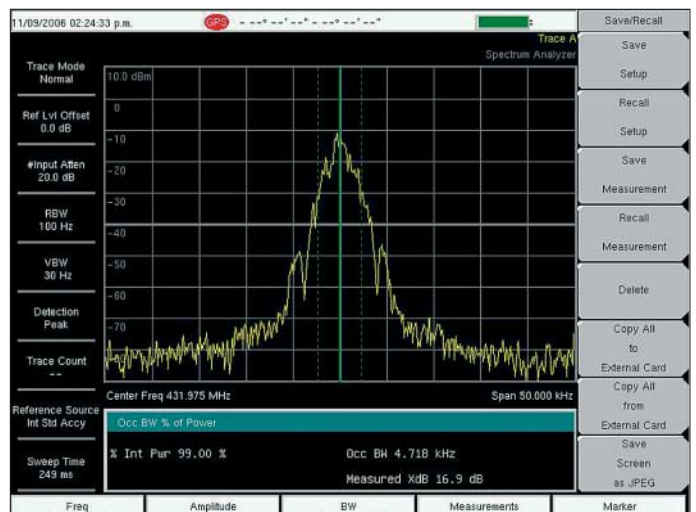 11/09/2006 02:24:33 p.m.
GPS
Save/Recall
Trace A
Spectrum Analyzer
Trace Mode
Normal
Ref Lvl Offset
0.0 dB
#Input Atten
20.0 dB
RBW
100 Hz
VBW
30 Hz
Detection
Peak
Trace Count
--
Reference Source
Int Std Accy
Sweep Time
249 ms
10.0 dBm
0
-10
-20
-30
-40
-50
-60
-70
Center Freq 431.975 MHz
Span 50.000 kHz
Occ BW % of Power
% Int Pwr 99.00 %
Occ BW 4.718 kHz
Measured XdB 16.9 dB
Save
Setup
Recall
Setup
Save
Measurement
Recall
Measurement
Delete
Copy All
to
External Card
Copy All
from
External Card
Save
Screen
as JPEG
Freq
Amplitude
BW
Measurements
Marker